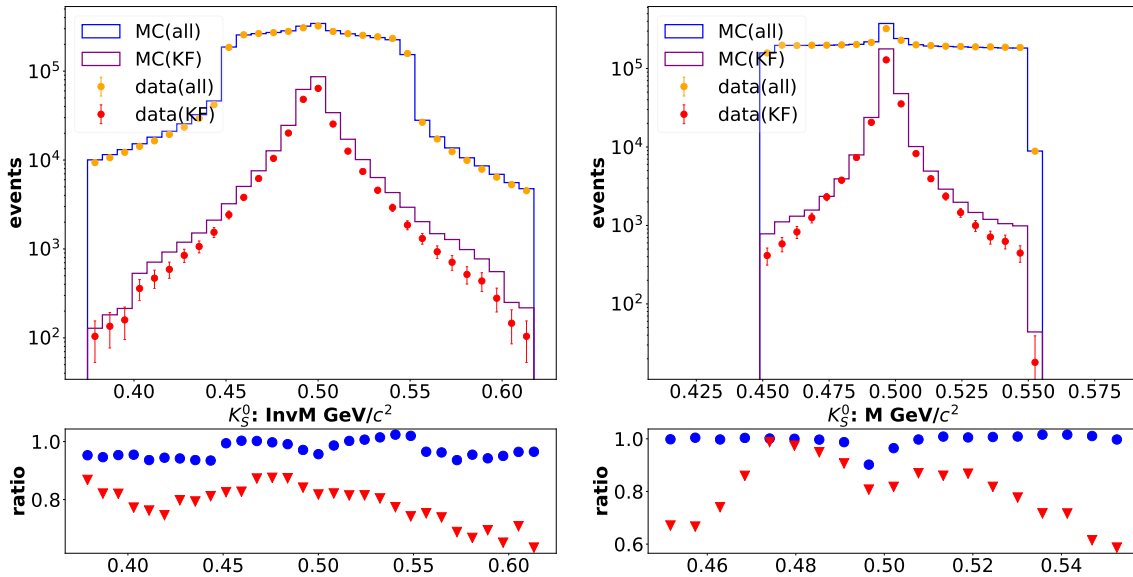 MC(all)
MC(KF)
data(all)
data(KF)
events
10^5
10^4
10^3
10^2
0.40 0.45 0.50 0.55 0.60
K_S^0: InvM GeV/c^2
ratio
1.0
0.8
0.40 0.45 0.50 0.55 0.60
MC(all)
MC(KF)
data(all)
data(KF)
events
10^5
10^4
10^3
10^2
0.425 0.450 0.475 0.500 0.525 0.550 0.575
K_S^0: M GeV/c^2
ratio
1.0
0.8
0.6
0.46 0.48 0.50 0.52 0.54